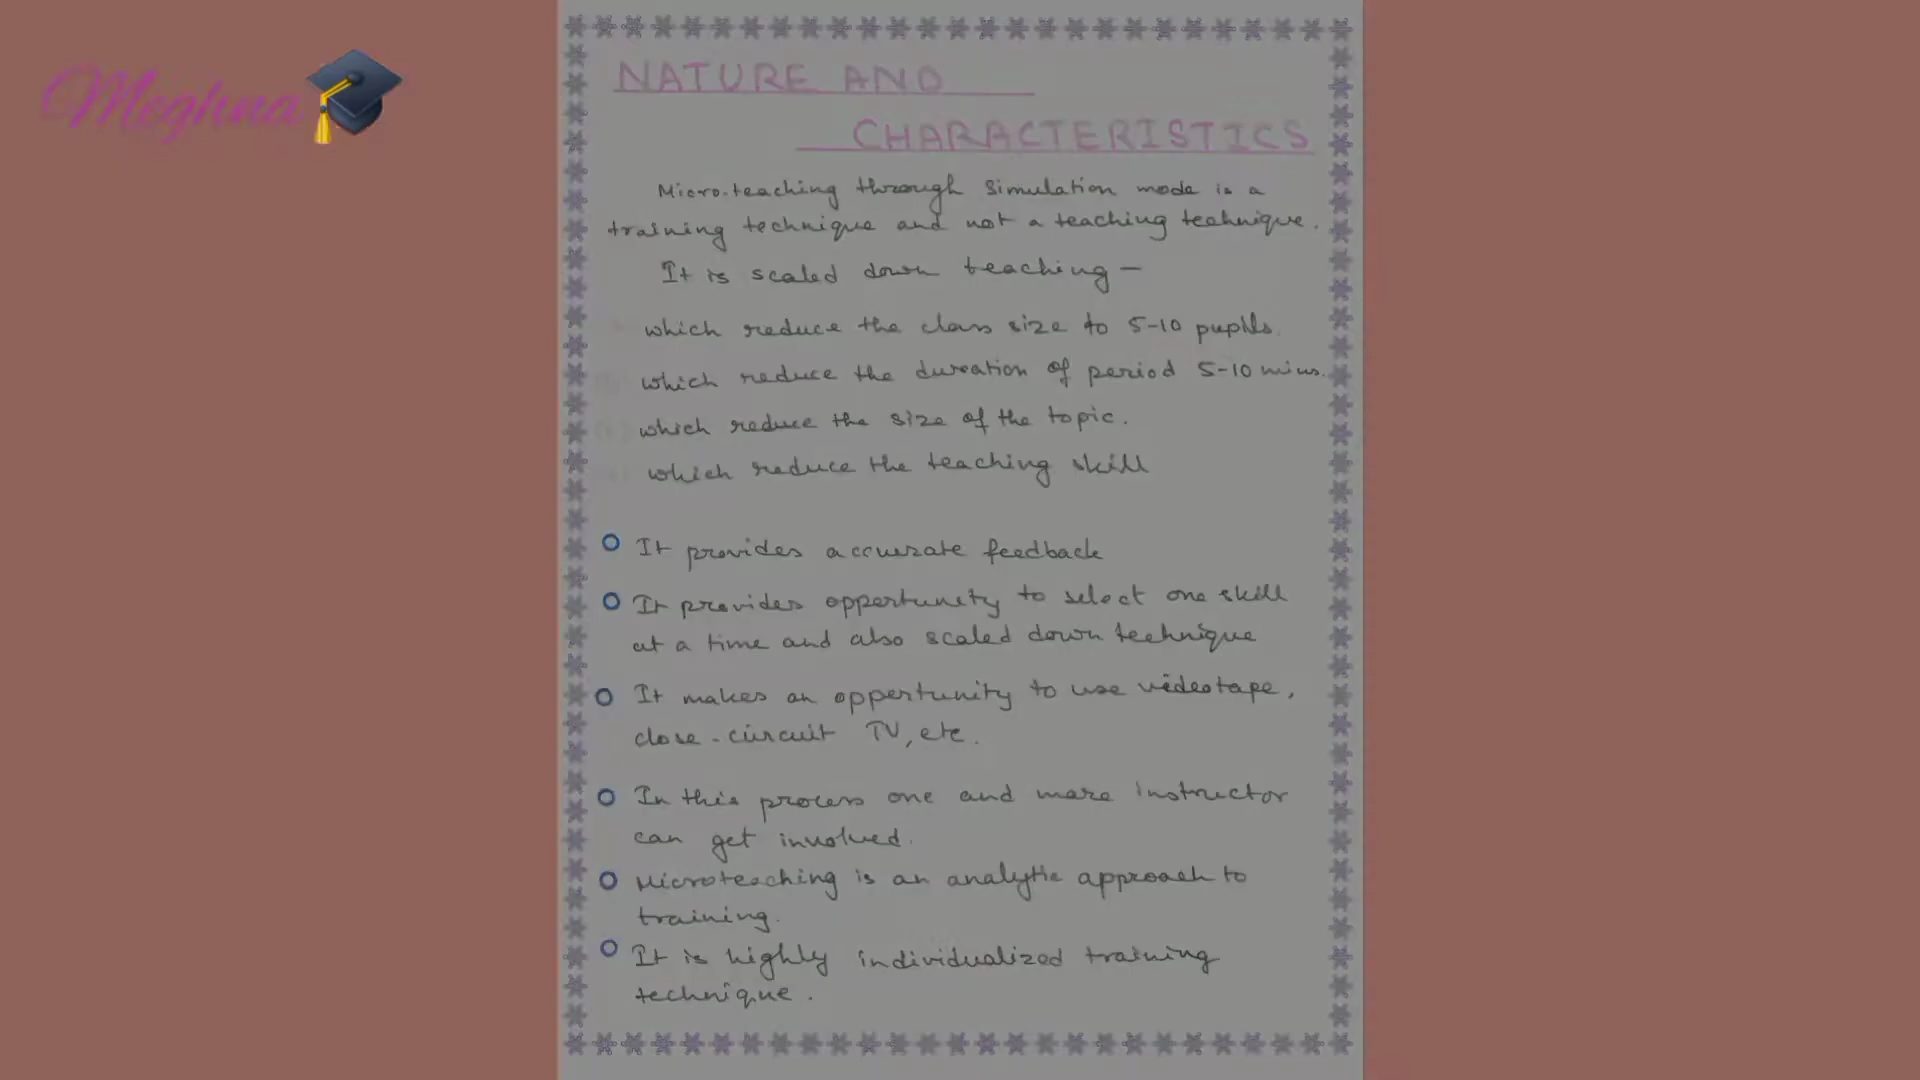 Meghna
NATURE AND
CHARACTERISTICS
Micro-teaching through simulation mode is a
training technique and not a teaching technique.
It is scaled down teaching -
which reduce the class size to 5-10 pupils.
which reduce the duration of period 5-10 mins.
which reduce the size of the topic.
which reduce the teaching skill
It provides accurate feedback
It provides opportunity to select one skill
at a time and also scaled down technique
It makes an opportunity to use videotape,
close-circuit TV, etc.
In this process one and more instructor
can get involved.
Microteaching is an analytic approach to
training.
It is highly individualized training
technique.